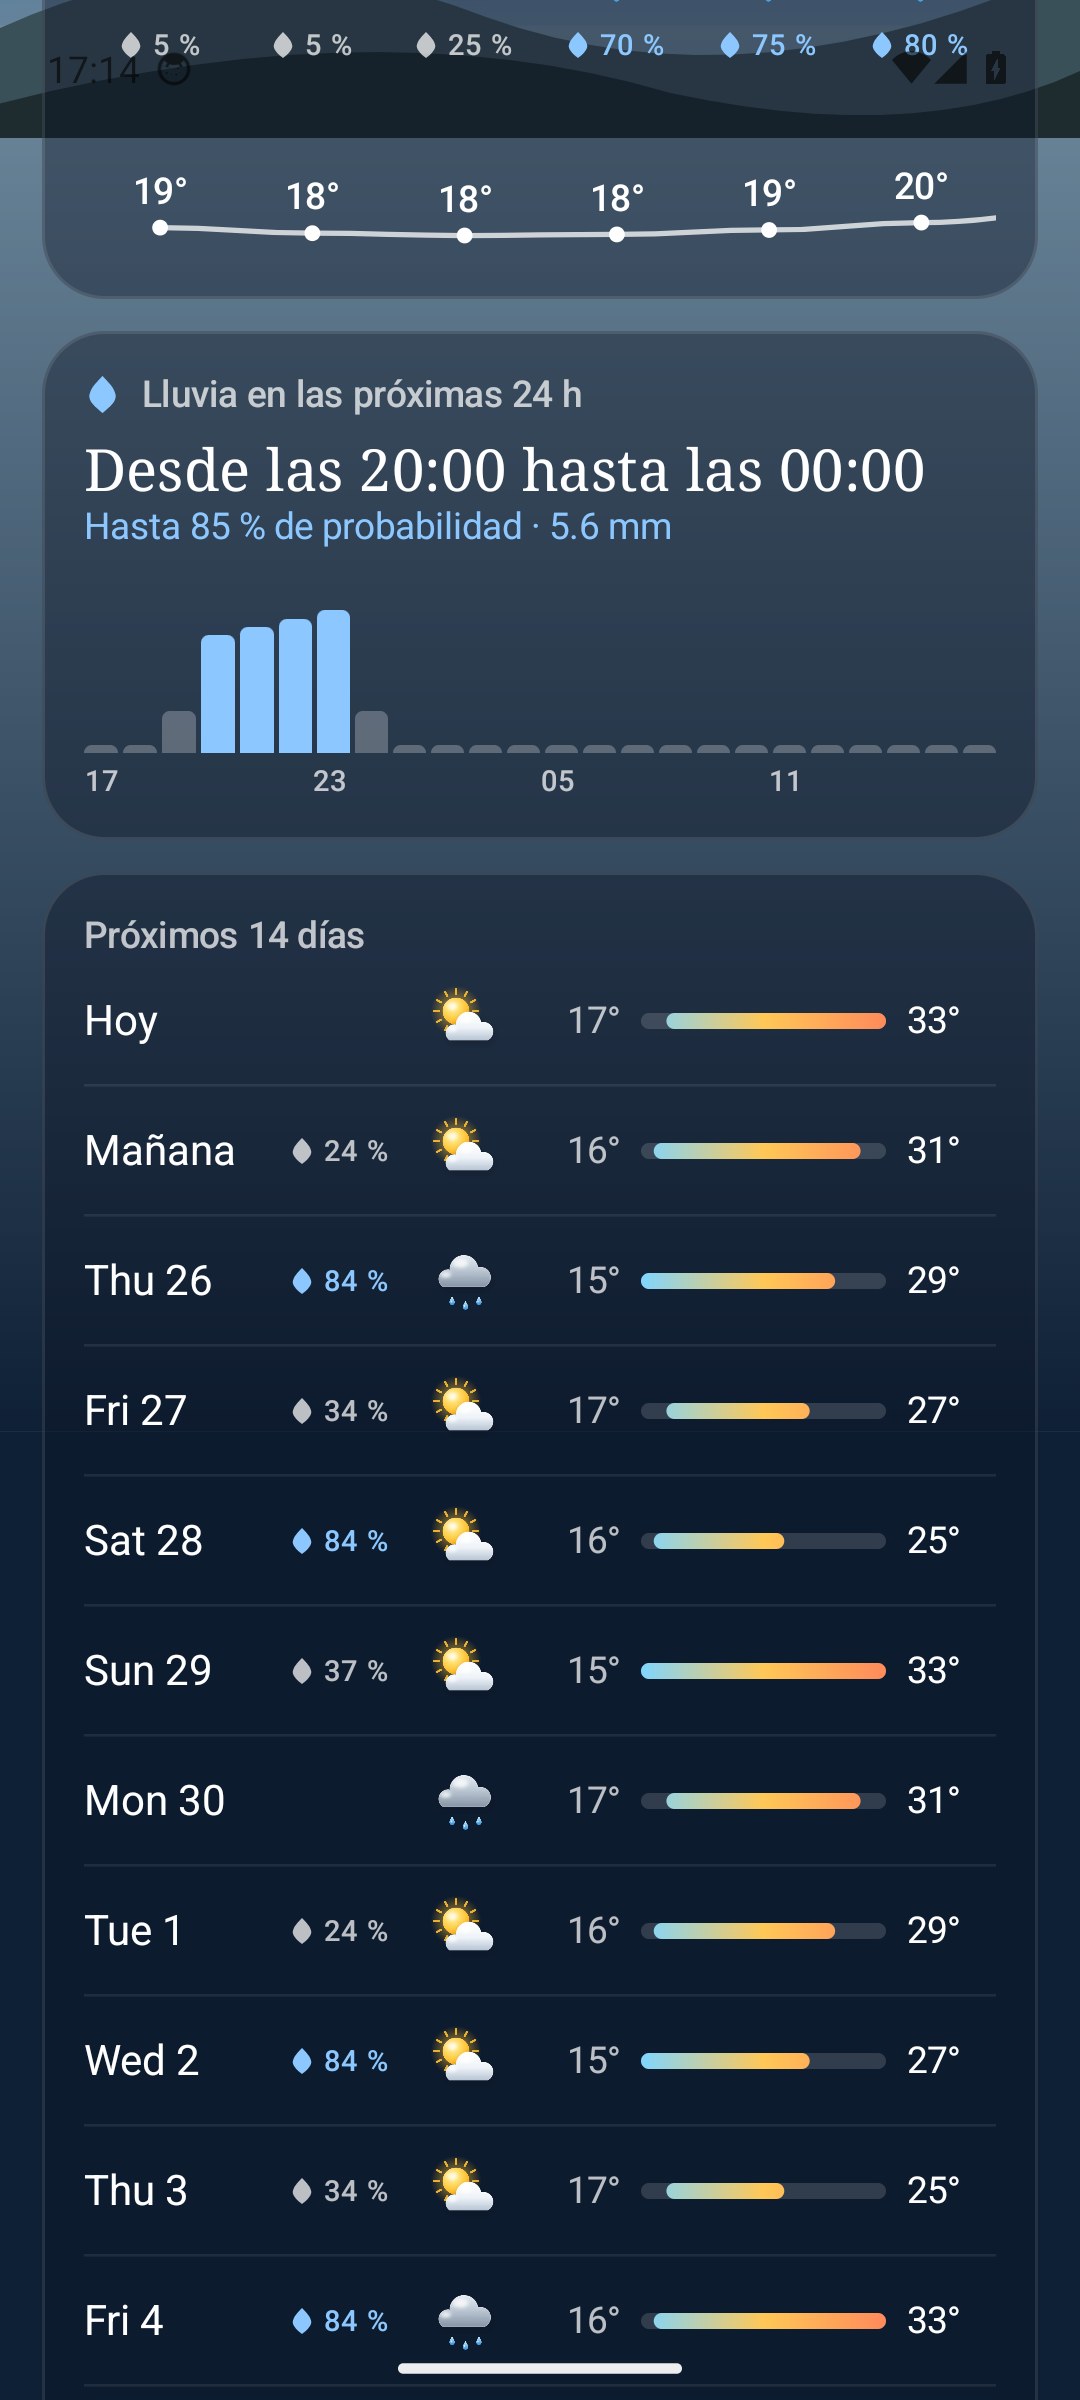 5 % 5 % 25 % 70 % 75 % 80 %
17:14
19° 18° 18° 18° 19° 20°
Lluvia en las próximas 24 h
Desde las 20:00 hasta las 00:00
Hasta 85 % de probabilidad · 5.6 mm
17 23 05 11
Próximos 14 días
Hoy 17° 33°
Mañana 24 % 16° 31°
Thu 26 84 % 15° 29°
Fri 27 34 % 17° 27°
Sat 28 84 % 16° 25°
Sun 29 37 % 15° 33°
Mon 30 17° 31°
Tue 1 24 % 16° 29°
Wed 2 84 % 15° 27°
Thu 3 34 % 17° 25°
Fri 4 84 % 16° 33°